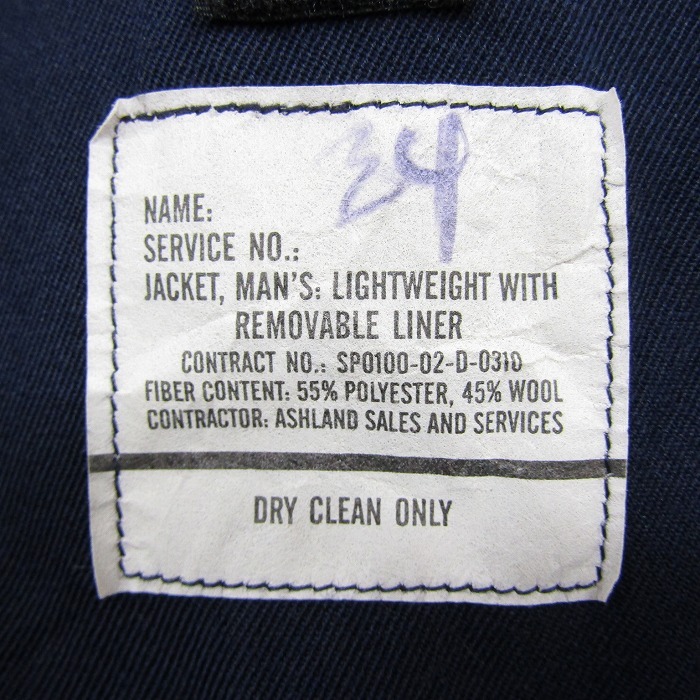 34
NAME:
SERVICE NO.:
JACKET, MAN'S: LIGHTWEIGHT WITH
REMOVABLE LINER
CONTRACT NO.: SPO100-02-D-0310
FIBER CONTENT: 55% POLYESTER, 45% WOOL
CONTRACTOR: ASHLAND SALES AND SERVICES
DRY CLEAN ONLY